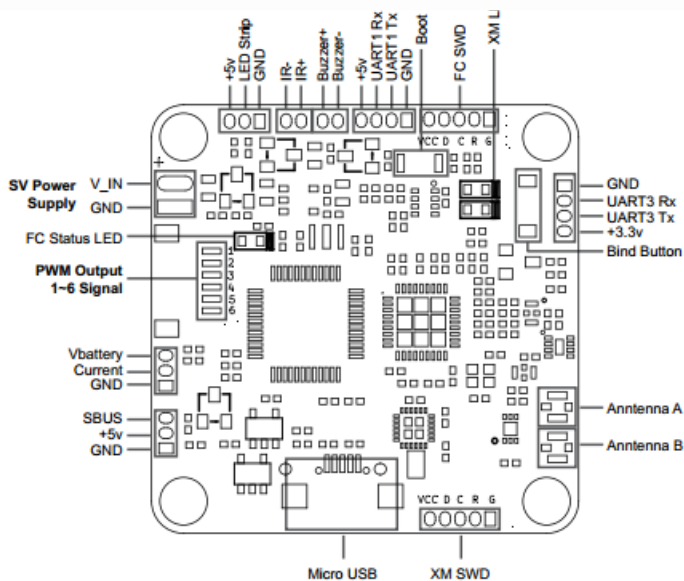 +5v
LED Strip
GND
IR-
IR+
Buzzer+
Buzzer-
+5v
UART1 Rx
UART1 Tx
GND
Boot
FC SWD
XM L
VCC D C R G
+
SV Power
Supply
V_IN
GND
FC Status LED
PWM Output
1~6 Signal
1
2
3
4
5
6
Vbattery
Current
GND
SBUS
+5v
GND
GND
UART3 Rx
UART3 Tx
+3.3v
Bind Button
Anntenna A
Anntenna B
VCC D C R G
Micro USB
XM SWD